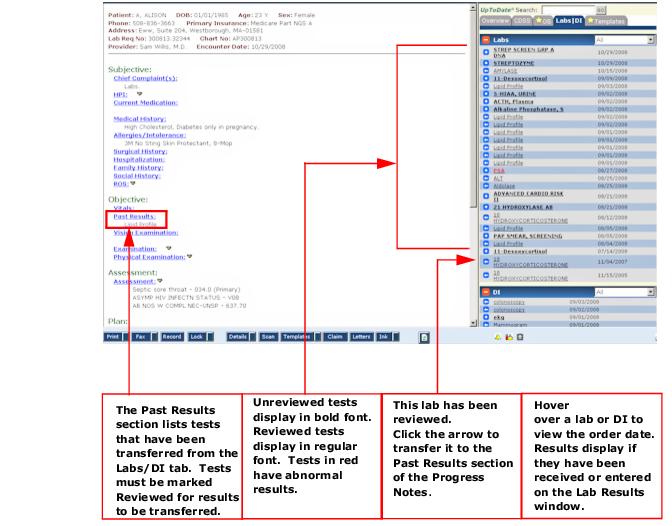 Patient: A, ALISON DOB: 01/01/1985 Age: 23 Y Sex: Female
Phone: 508-836-3663 Primary Insurance: Medicare Part NGS A
Address: Eww, Suite 204, Westborough, MA-01581
Lab Req No: 300813.32344 Chart No: AP300813
Provider: Sam Willis, M.D. Encounter Date: 10/29/2008
Subjective:
Chief Complaint(s):
Labs
HPI:
Current Medication:
Medical History:
High Cholesterol, Diabetes only in pregnancy.
Allergies/Intolerance:
3M No Sting Skin Protectant, 8-Mop
Surgical History:
Hospitalization:
Family History:
Social History:
ROS:
Objective:
Vitals:
Past Results:
Lipid Profile
Vision Examination:
Examination:
Physical Examination:
Assessment:
Assessment:
Septic sore throat - 034.0 (Primary)
ASYMP HIV INFECTN STATUS - V08
AB NOS W COMPL NEC-UNSP - 637.70
Plan:
Print Fax Record Lock Details Scan Templates Claim Letters Ink
UpToDate® Search: GO
Overview CDSS OS Labs|DI Templates
Labs All
STREP SCREEN GRP A DNA 10/29/2008
STREPTOZYME 10/29/2008
AMYLASE 10/15/2008
11-Deoxycortisol 09/09/2008
Lipid Profile 09/03/2008
5-HIAA, URINE 09/02/2008
ACTH, Plasma 09/02/2008
Alkaline Phosphatase, S 09/02/2008
Lipid Profile 09/02/2008
Lipid Profile 09/01/2008
Lipid Profile 09/01/2008
Lipid Profile 09/01/2008
Lipid Profile 09/01/2008
PSA 08/27/2008
ALT 08/25/2008
Aldolase 08/25/2008
ADVANCED CARDIO RISK II 08/25/2008
21 HYDROXYLASE AB 08/21/2008
18 HYDROXYCORTICOSTERONE 08/12/2008
Lipid Profile 08/05/2008
PAP SMEAR, SCREENING 08/05/2008
Lipid Profile 08/04/2008
11-Deoxycortisol 07/14/2008
18 HYDROXYCORTICOSTERONE 11/04/2007
18 HYDROXYCORTICOSTERONE 11/15/2005
DI All
colonoscopy 09/03/2008
colonoscopy 09/02/2008
ekg 09/01/2008
Mammogram 09/01/2008
The Past Results
section lists tests
that have been
transferred from the
Labs/DI tab. Tests
must be marked
Reviewed for results
to be transferred.
Unreviewed tests
display in bold font.
Reviewed tests
display in regular
font. Tests in red
have abnormal
results.
This lab has been
reviewed.
Click the arrow to
transfer it to the
Past Results section
of the Progress
Notes.
Hover
over a lab or DI to
view the order date.
Results display if
they have been
received or entered
on the Lab Results
window.